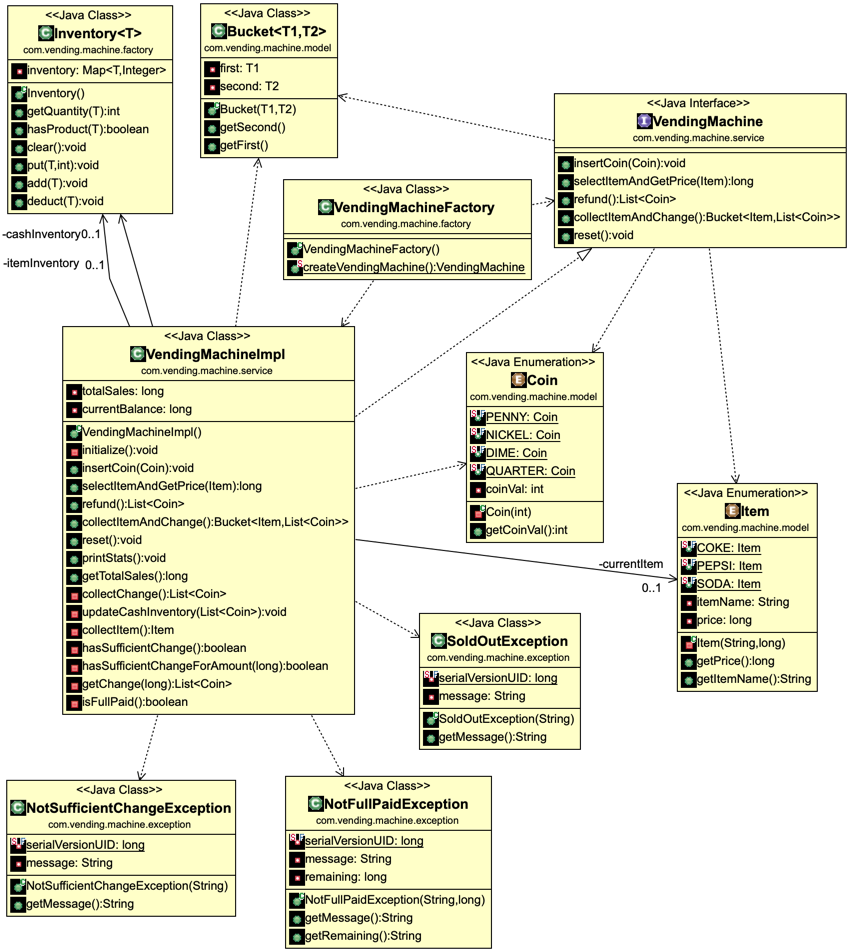 <<Java Class>>
Inventory<T>
com.vending.machine.factory
inventory: Map<T,Integer>
Inventory()
getQuantity(T):int
hasProduct(T):boolean
clear():void
put(T,int):void
add(T):void
deduct(T):void
<<Java Class>>
Bucket<T1,T2>
com.vending.machine.model
first: T1
second: T2
Bucket(T1,T2)
getSecond()
getFirst()
<<Java Interface>>
VendingMachine
com.vending.machine.service
insertCoin(Coin):void
selectItemAndGetPrice(Item):long
refund():List<Coin>
collectItemAndChange():Bucket<Item,List<Coin>>
reset():void
<<Java Class>>
VendingMachineFactory
com.vending.machine.factory
VendingMachineFactory()
createVendingMachine():VendingMachine
-cashInventory 0..1
-itemInventory 0..1
<<Java Class>>
VendingMachineImpl
com.vending.machine.service
totalSales: long
currentBalance: long
VendingMachineImpl()
initialize():void
insertCoin(Coin):void
selectItemAndGetPrice(Item):long
refund():List<Coin>
collectItemAndChange():Bucket<Item,List<Coin>>
reset():void
printStats():void
getTotalSales():long
collectChange():List<Coin>
updateCashInventory(List<Coin>):void
collectItem():Item
hasSufficientChange():boolean
hasSufficientChangeForAmount(long):boolean
getChange(long):List<Coin>
isFullPaid():boolean
<<Java Enumeration>>
Coin
com.vending.machine.model
PENNY: Coin
NICKEL: Coin
DIME: Coin
QUARTER: Coin
coinVal: int
Coin(int)
getCoinVal():int
-currentItem
0..1
<<Java Enumeration>>
Item
com.vending.machine.model
COKE: Item
PEPSI: Item
SODA: Item
itemName: String
price: long
Item(String,long)
getPrice():long
getItemName():String
<<Java Class>>
SoldOutException
com.vending.machine.exception
serialVersionUID: long
message: String
SoldOutException(String)
getMessage():String
<<Java Class>>
NotSufficientChangeException
com.vending.machine.exception
serialVersionUID: long
message: String
NotSufficientChangeException(String)
getMessage():String
<<Java Class>>
NotFullPaidException
com.vending.machine.exception
serialVersionUID: long
message: String
remaining: long
NotFullPaidException(String,long)
getMessage():String
getRemaining():String